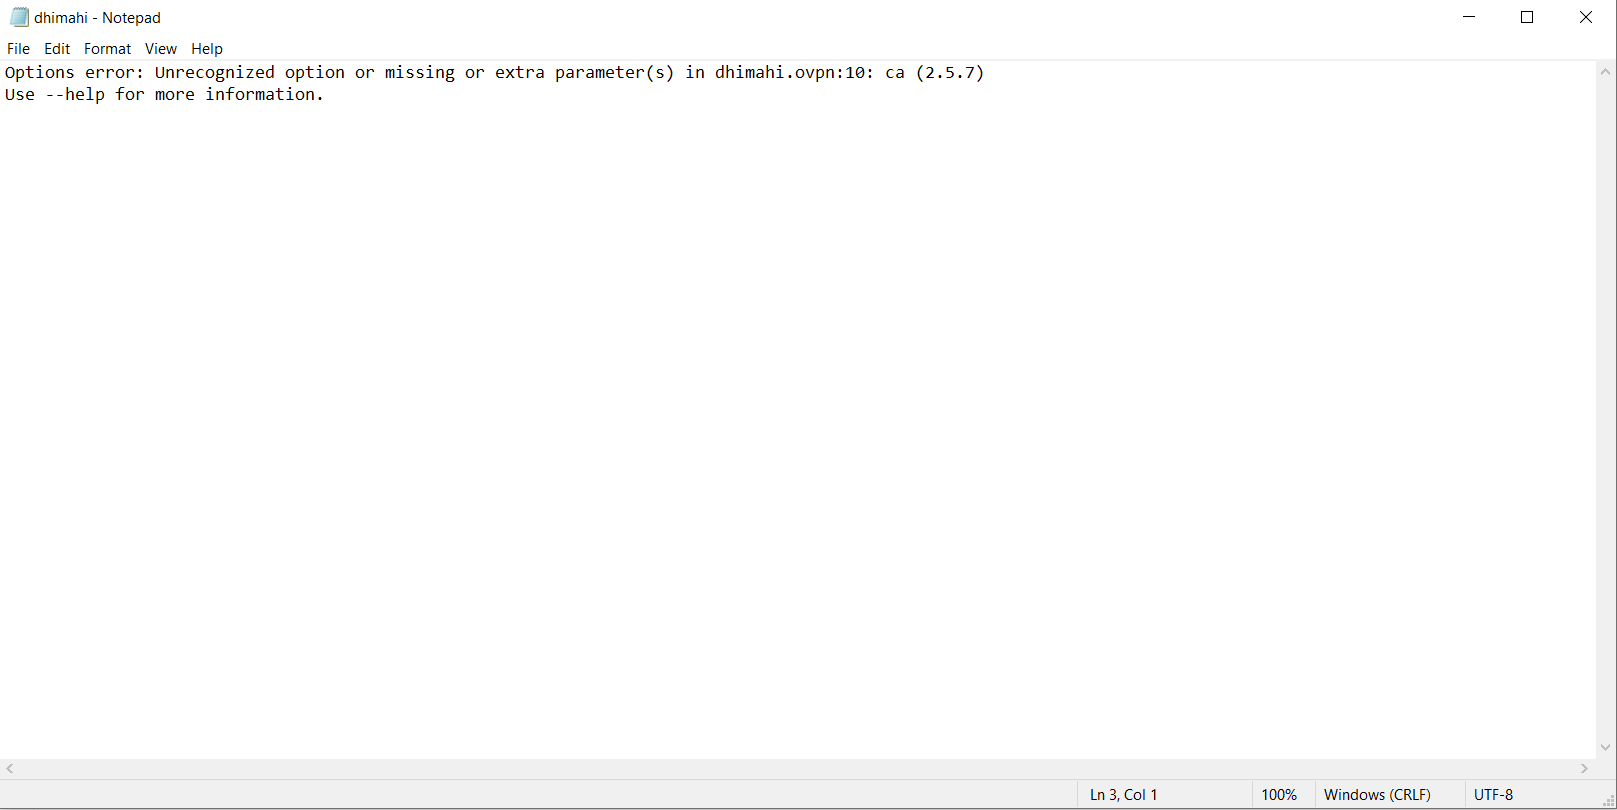 dhimahi - Notepad
File Edit Format View Help
Options error: Unrecognized option or missing or extra parameter(s) in dhimahi.ovpn:10: ca (2.5.7)
Use --help for more information.
Ln 3, Col 1 100% Windows (CRLF) UTF-8